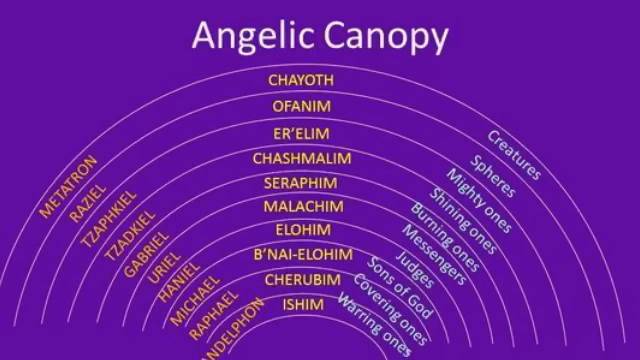 Angelic Canopy
CHAYOTH
OFANIM
ER'ELIM
CHASHMALIM
SERAPHIM
MALACHIM
ELOHIM
B'NAI-ELOHIM
CHERUBIM
ISHIM
METATRON
RAZIEL
TZAPHKIEL
TZADKIEL
GABRIEL
URIEL
HANIEL
MICHAEL
RAPHAEL
ANDELPHON
Creatures
Spheres
Mighty ones
Shining ones
Burning ones
Messengers
Judges
Sons of God
Covering ones
Warring ones